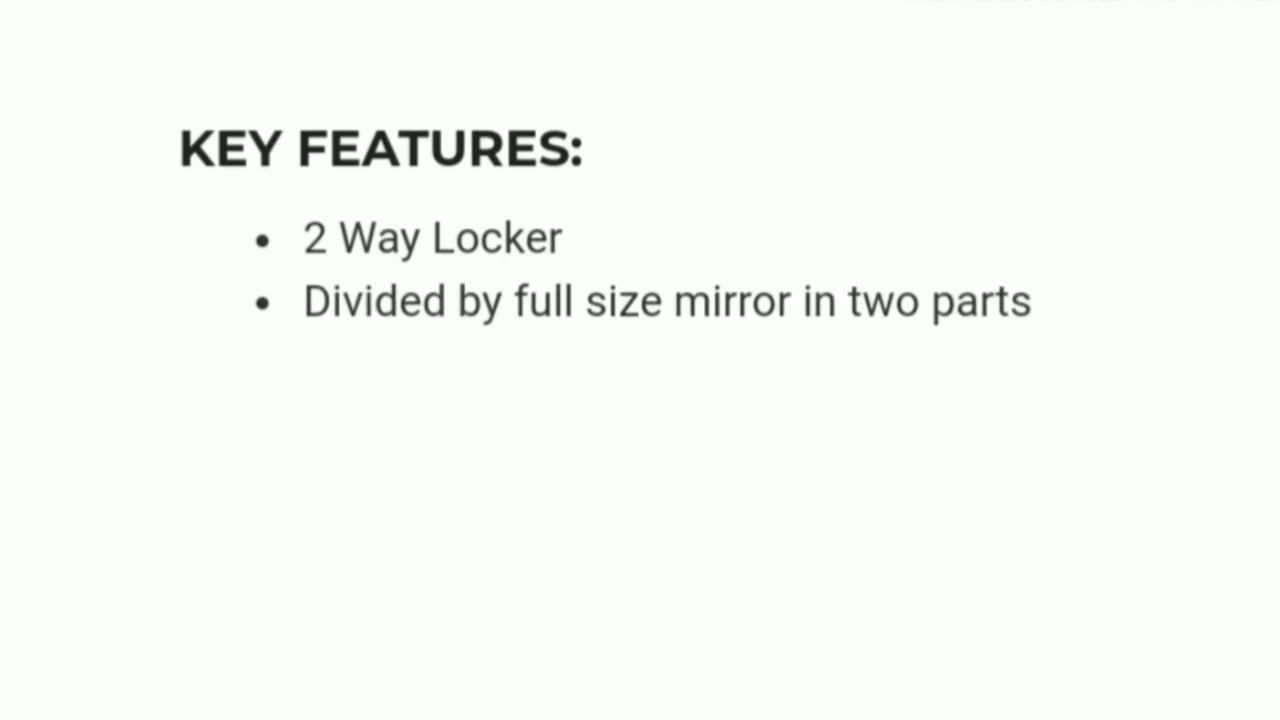 KEY FEATURES:
• 2 Way Locker
• Divided by full size mirror in two parts